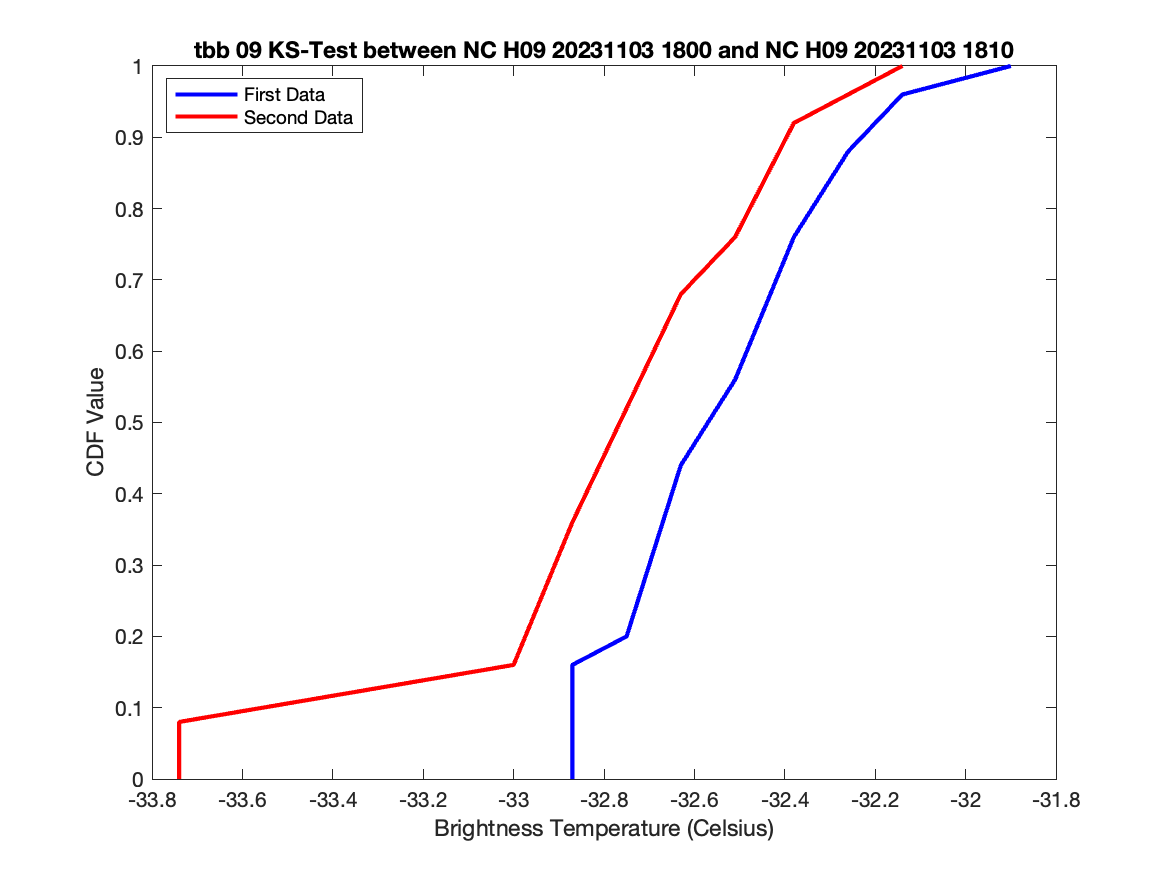 tbb 09 KS-Test between NC H09 20231103 1800 and NC H09 20231103 1810
First Data
Second Data
1
0.9
0.8
0.7
0.6
0.5
0.4
0.3
0.2
0.1
0
CDF Value
-33.8 -33.6 -33.4 -33.2 -33 -32.8 -32.6 -32.4 -32.2 -32 -31.8
Brightness Temperature (Celsius)